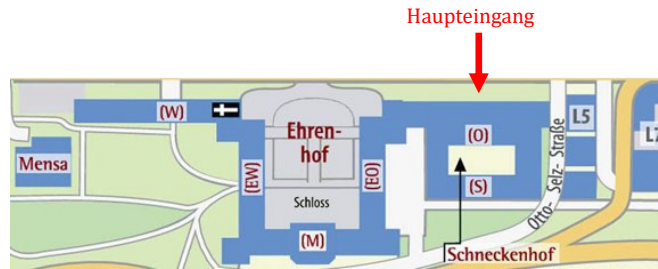 Haupteingang
(W)
Ehren-
hof
(O)
L5
L7
Mensa
(EW)
(EO)
(S)
Schloss
Otto- Selz- Straße
(M)
Schneckenhof